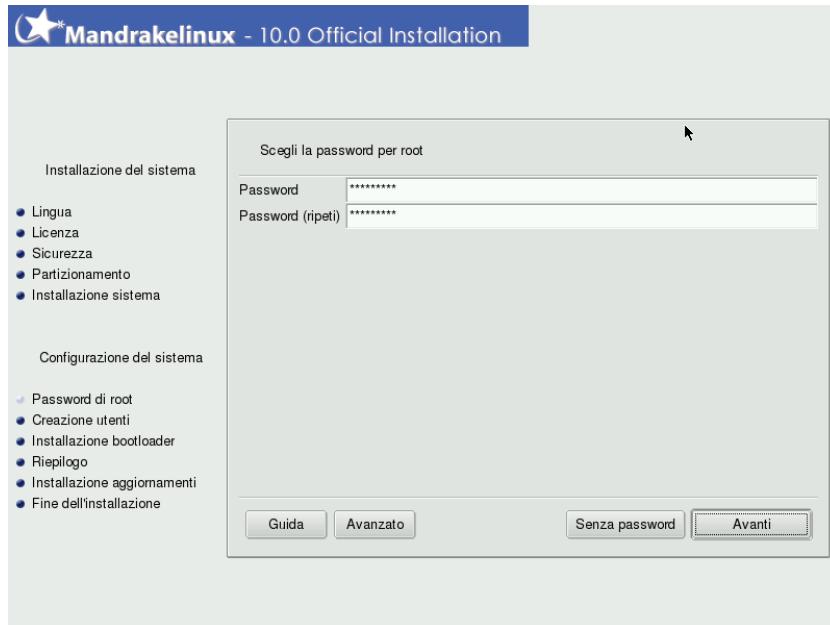 Mandrakelinux - 10.0 Official Installation
Installazione del sistema
Lingua
Licenza
Sicurezza
Partizionamento
Installazione sistema
Configurazione del sistema
Password di root
Creazione utenti
Installazione bootloader
Riepilogo
Installazione aggiornamenti
Fine dell'installazione
Scegli la password per root
Password *********
Password (ripeti) *********
Guida Avanzato Senza password Avanti